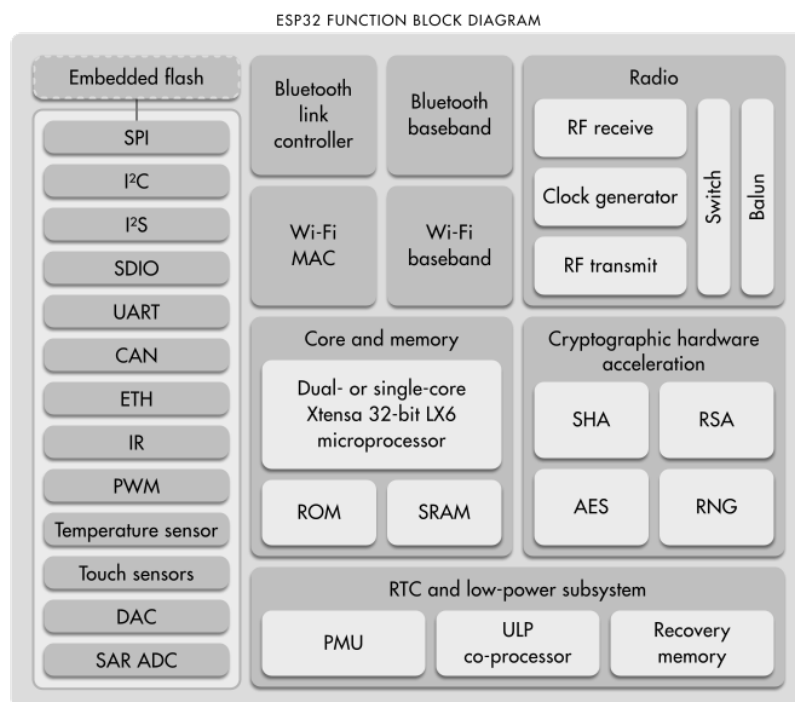 ESP32 FUNCTION BLOCK DIAGRAM
Embedded flash
SPI
I²C
I²S
SDIO
UART
CAN
ETH
IR
PWM
Temperature sensor
Touch sensors
DAC
SAR ADC
Bluetooth
link
controller
Bluetooth
baseband
Wi-Fi
MAC
Wi-Fi
baseband
Radio
RF receive
Clock generator
RF transmit
Switch
Balun
Core and memory
Dual- or single-core
Xtensa 32-bit LX6
microprocessor
ROM
SRAM
Cryptographic hardware
acceleration
SHA
RSA
AES
RNG
RTC and low-power subsystem
PMU
ULP
co-processor
Recovery
memory